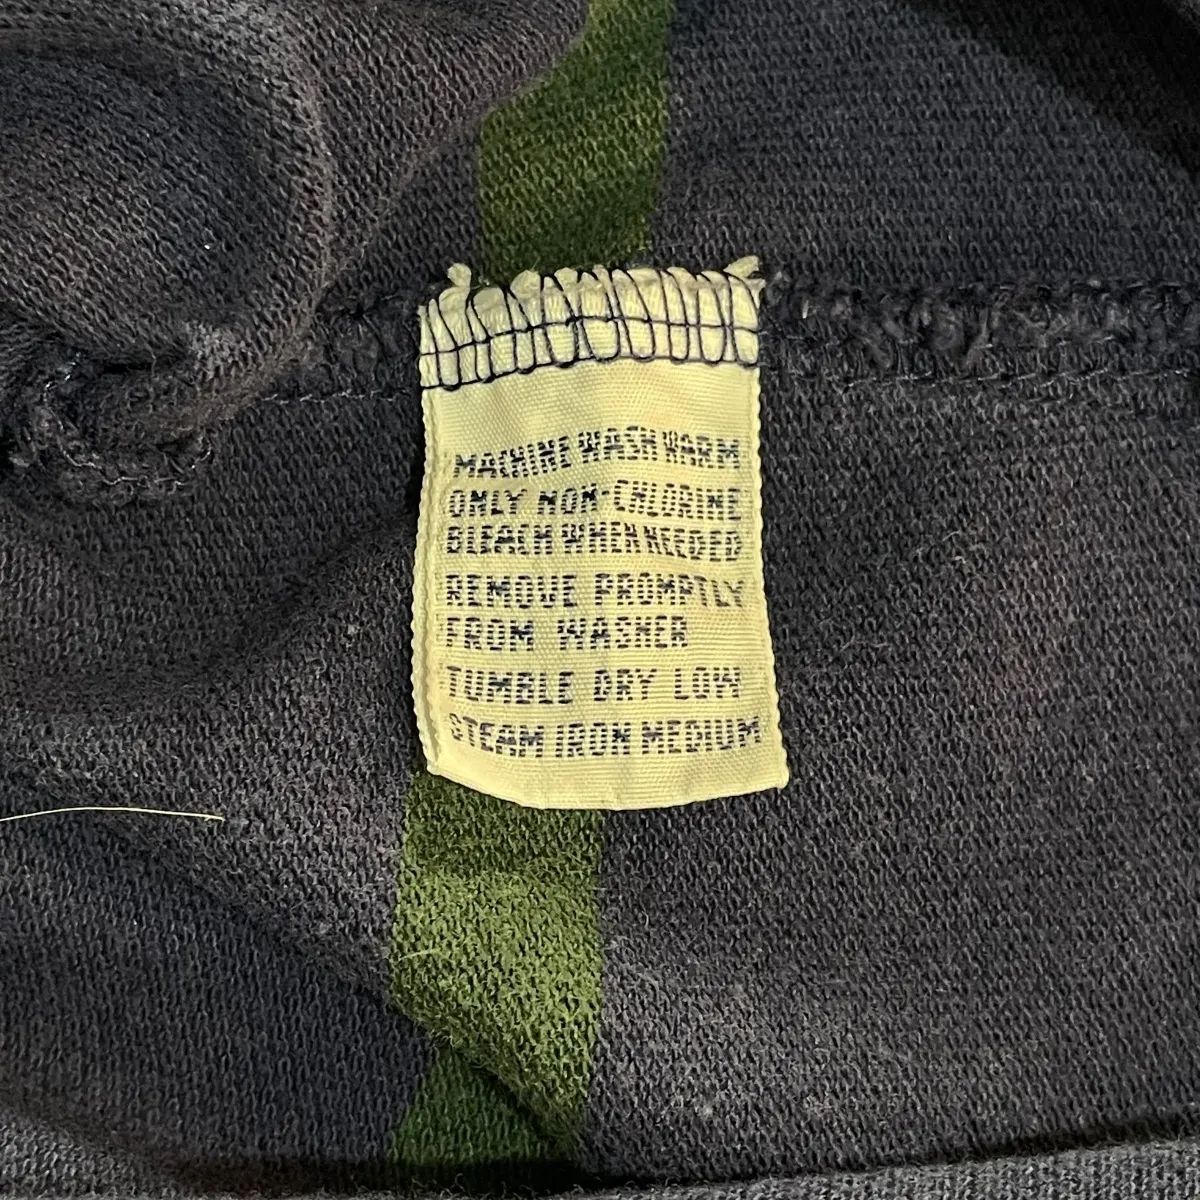 MACHINE WASH WARM
ONLY NON-CHLORINE
BLEACH WHEN NEEDED
REMOVE PROMPTLY
FROM WASHER
TUMBLE DRY LOW
STEAM IRON MEDIUM